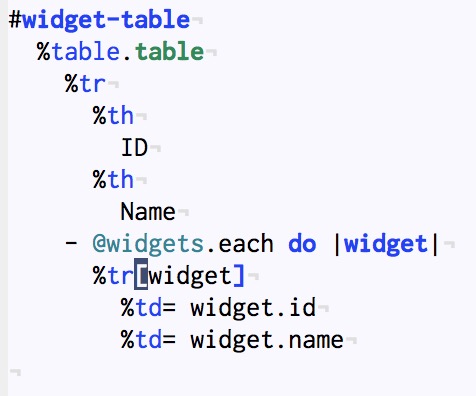 #widget-table¬
%table.table¬
%tr¬
%th¬
ID¬
%th¬
Name¬
- @widgets.each do |widget|¬
%tr[widget]¬
%td= widget.id¬
%td= widget.name¬
¬